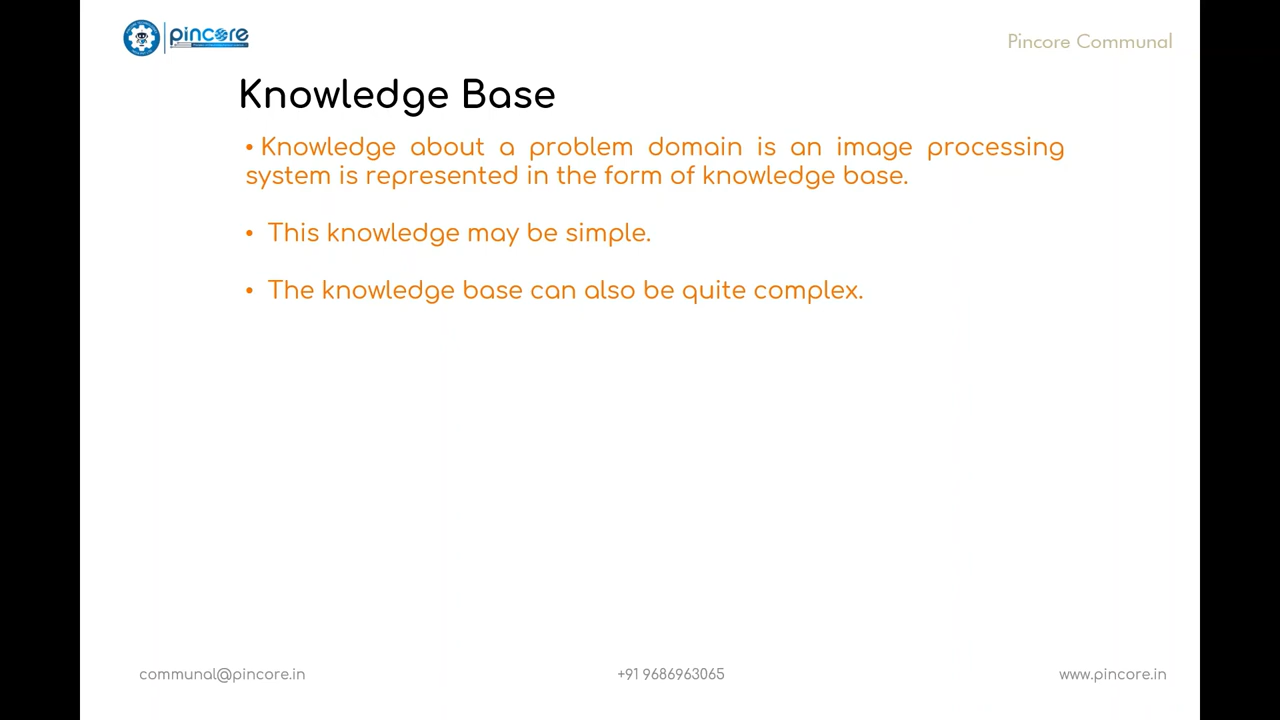 pincore
Pincore Communal
Knowledge Base
• Knowledge about a problem domain is an image processing
system is represented in the form of knowledge base.
• This knowledge may be simple.
• The knowledge base can also be quite complex.
communal@pincore.in
+91 9686963065
www.pincore.in